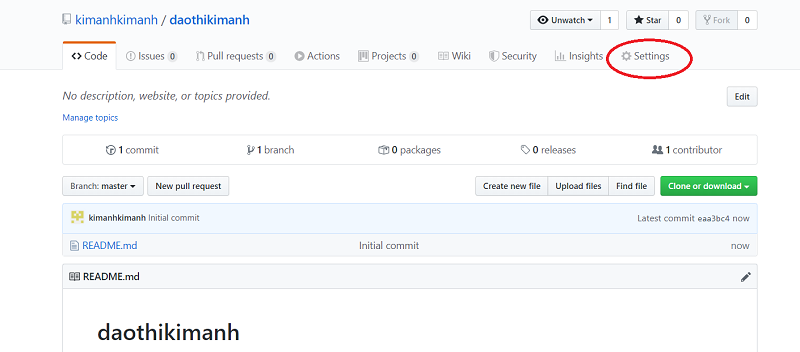 kimanhkimanh / daothikimanh
Unwatch 1 Star 0 Fork 0
Code Issues 0 Pull requests 0 Actions Projects 0 Wiki Security Insights Settings
No description, website, or topics provided. Edit
Manage topics
1 commit 1 branch 0 packages 0 releases 1 contributor
Branch: master New pull request Create new file Upload files Find file Clone or download
kimanhkimanh Initial commit Latest commit eaa3bc4 now
README.md Initial commit now
README.md
daothikimanh